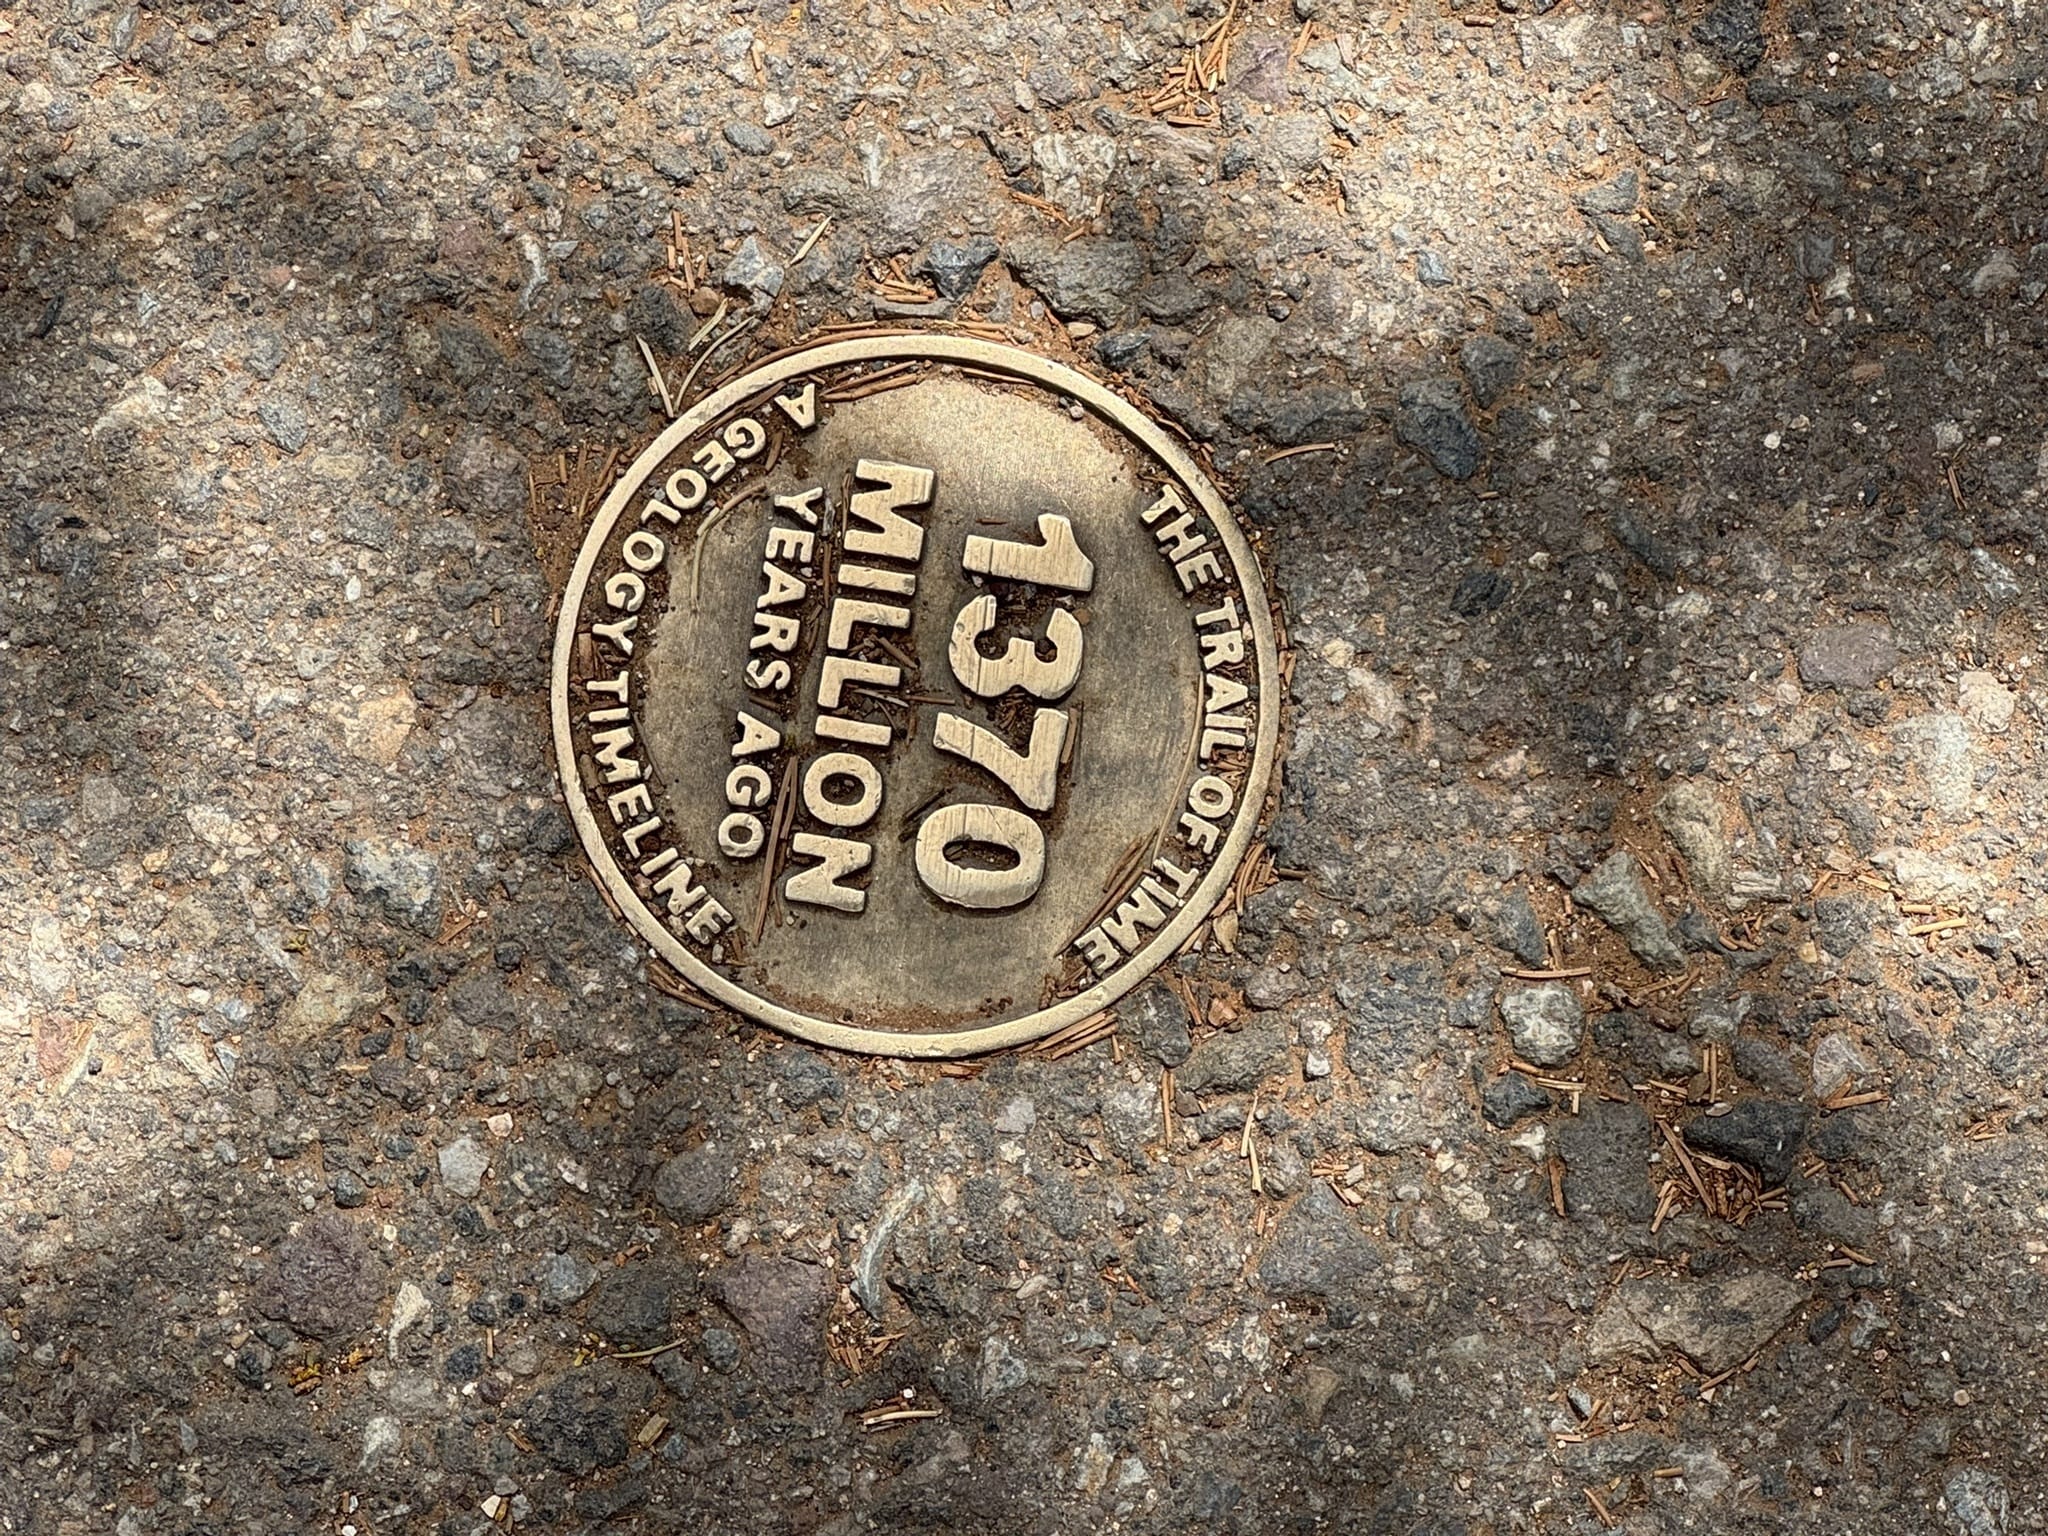 THE TRAIL OF TIME
1370
MILLION
YEARS AGO
A GEOLOGY TIMELINE